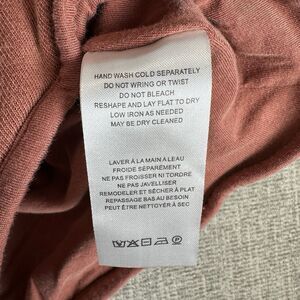 HAND WASH COLD SEPARATELY
DO NOT WRING OR TWIST
DO NOT BLEACH
RESHAPE AND LAY FLAT TO DRY
LOW IRON AS NEEDED
MAY BE DRY CLEANED
LAVER À LA MAIN A LEAU
FROIDE SÉPARÉMENT
NE PAS FROISSER NI TORDRE
NE PAS JAVELLISER
REMODELER ET SÉCHER À PLAT
REPASSAGE BAS AU BESOIN
PEUT ÊTRE NETTOYER À SEC